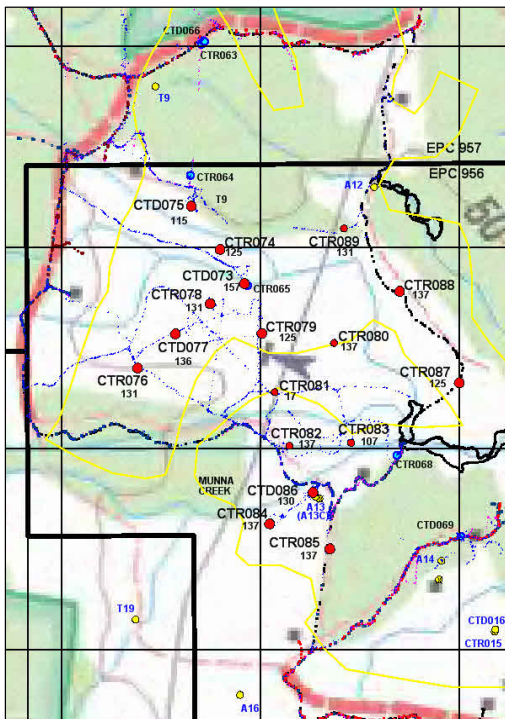 CTD066
CTR063
T9
EPC 957
EPC 956
CTR064
A12
CTD075
115
T9
50
CTR089
131
CTR074
125
CTD073
157
CTR065
CTR088
137
CTR078
131
CTR079
125
CTR080
137
CTD077
136
CTR076
131
CTR087
125
CTR081
17
CTR082
137
CTR083
107
CTR068
MUNNA
CREEK
CTD086
130
A13
CTR084
137
CTD069
CTR085
137
A14
T19
CTD016
CTR015
A16